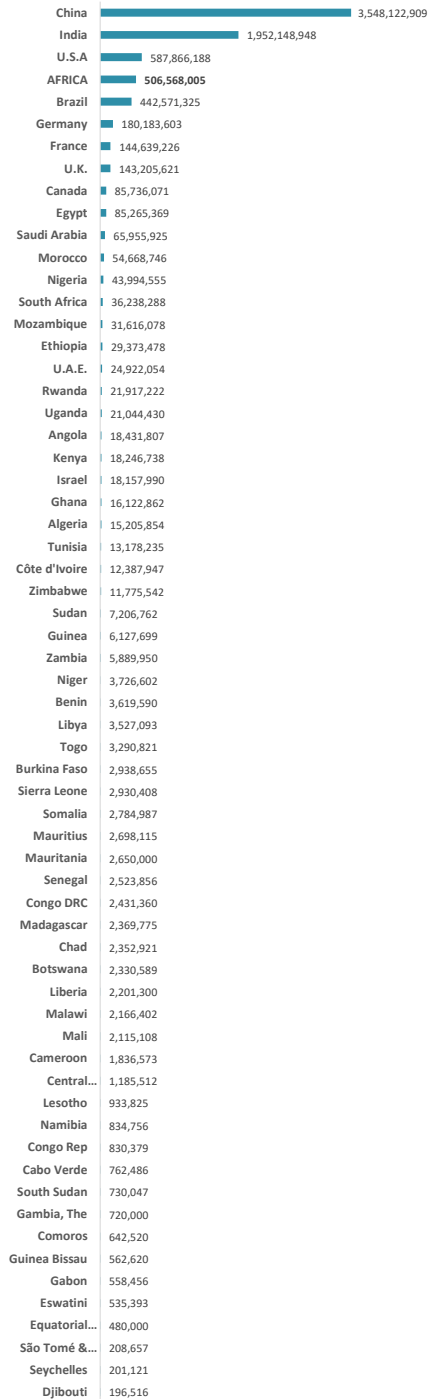 China 3,548,122,909
India 1,952,148,948
U.S.A 587,866,188
AFRICA 506,568,005
Brazil 442,571,325
Germany 180,183,603
France 144,639,226
U.K. 143,205,621
Canada 85,736,071
Egypt 85,265,369
Saudi Arabia 65,955,925
Morocco 54,668,746
Nigeria 43,994,555
South Africa 36,238,288
Mozambique 31,616,078
Ethiopia 29,373,478
U.A.E. 24,922,054
Rwanda 21,917,222
Uganda 21,044,430
Angola 18,431,807
Kenya 18,246,738
Israel 18,157,990
Ghana 16,122,862
Algeria 15,205,854
Tunisia 13,178,235
Côte d'Ivoire 12,387,947
Zimbabwe 11,775,542
Sudan 7,206,762
Guinea 6,127,699
Zambia 5,889,950
Niger 3,726,602
Benin 3,619,590
Libya 3,527,093
Togo 3,290,821
Burkina Faso 2,938,655
Sierra Leone 2,930,408
Somalia 2,784,987
Mauritius 2,698,115
Mauritania 2,650,000
Senegal 2,523,856
Congo DRC 2,431,360
Madagascar 2,369,775
Chad 2,352,921
Botswana 2,330,589
Liberia 2,201,300
Malawi 2,166,402
Mali 2,115,108
Cameroon 1,836,573
Central... 1,185,512
Lesotho 933,825
Namibia 834,756
Congo Rep 830,379
Cabo Verde 762,486
South Sudan 730,047
Gambia, The 720,000
Comoros 642,520
Guinea Bissau 562,620
Gabon 558,456
Eswatini 535,393
Equatorial... 480,000
São Tomé &... 208,657
Seychelles 201,121
Djibouti 196,516